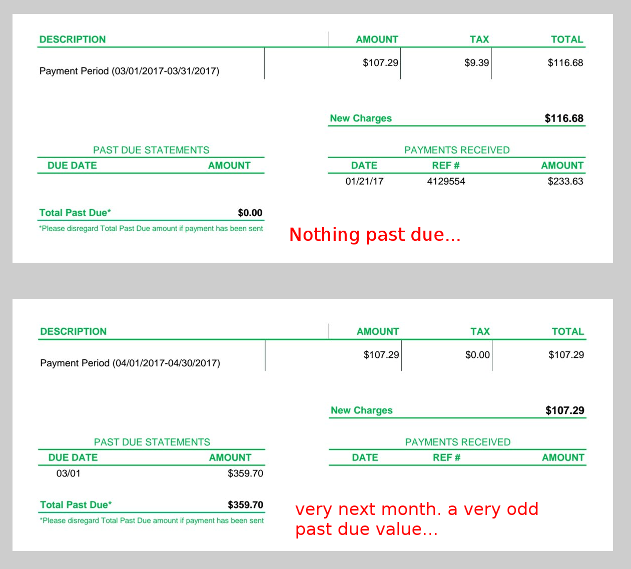 DESCRIPTION AMOUNT TAX TOTAL
Payment Period (03/01/2017-03/31/2017) $107.29 $9.39 $116.68
New Charges $116.68
PAST DUE STATEMENTS PAYMENTS RECEIVED
DUE DATE AMOUNT DATE REF # AMOUNT
01/21/17 4129554 $233.63
Total Past Due* $0.00
*Please disregard Total Past Due amount if payment has been sent
Nothing past due...
DESCRIPTION AMOUNT TAX TOTAL
Payment Period (04/01/2017-04/30/2017) $107.29 $0.00 $107.29
New Charges $107.29
PAST DUE STATEMENTS PAYMENTS RECEIVED
DUE DATE AMOUNT DATE REF # AMOUNT
03/01 $359.70
Total Past Due* $359.70
*Please disregard Total Past Due amount if payment has been sent
very next month. a very odd
past due value...